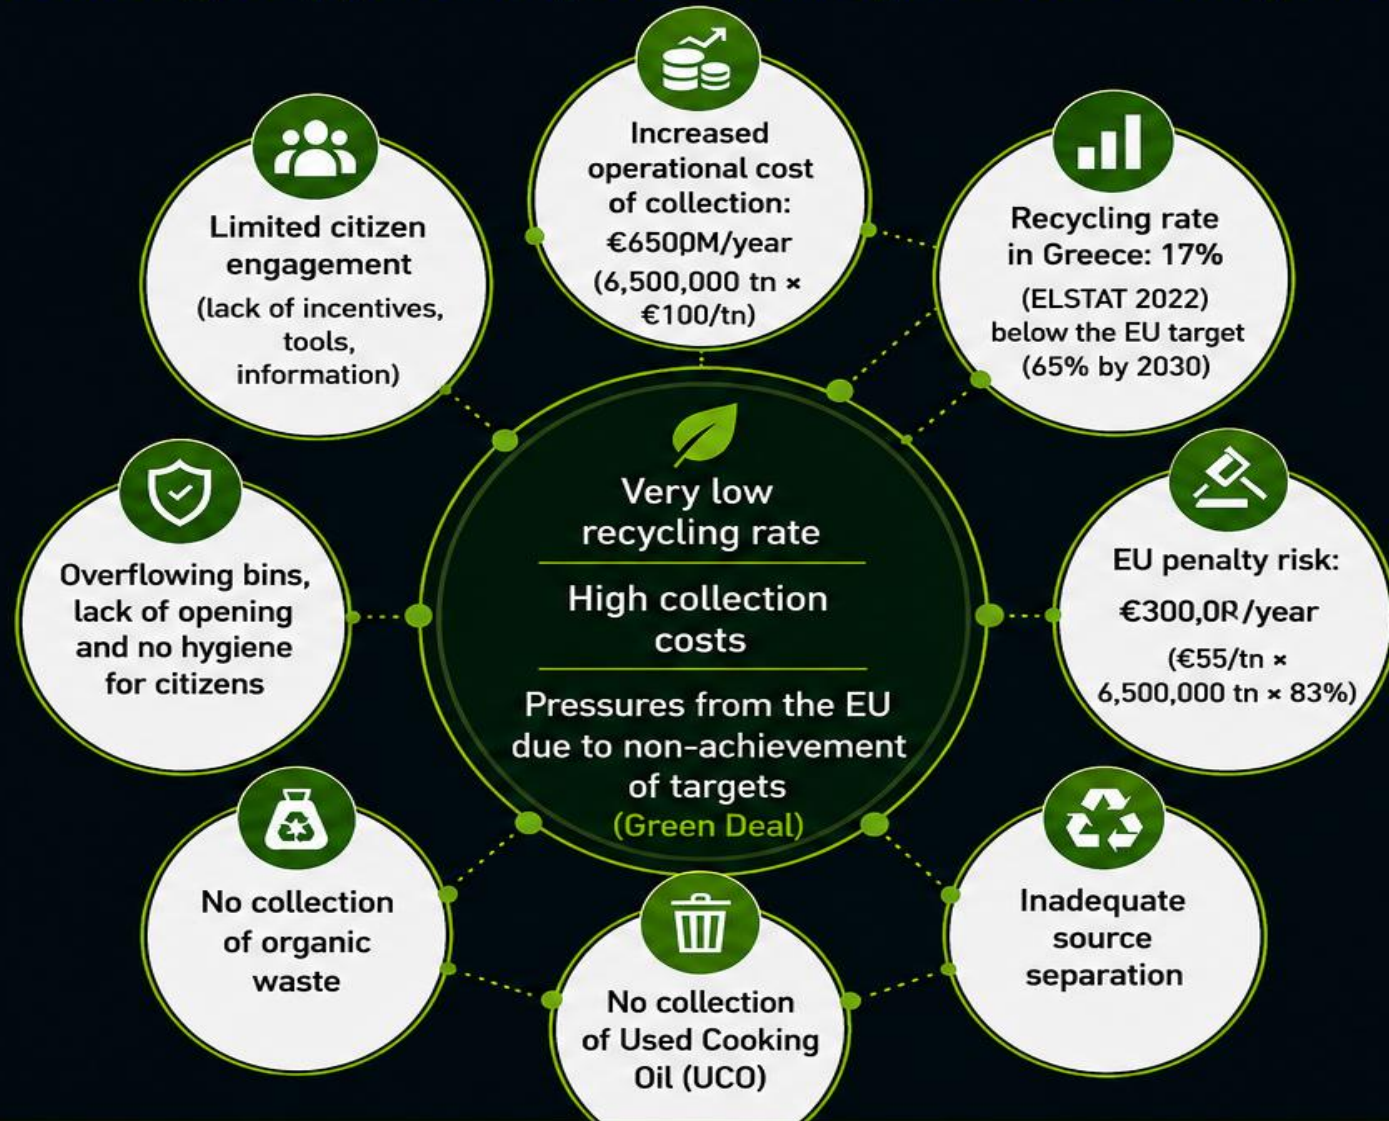 Increased
operational cost
of collection:
€6500M/year
(6,500,000 tn ×
€100/tn)
Limited citizen
engagement
(lack of incentives,
tools,
information)
Recycling rate
in Greece: 17%
(ELSTAT 2022)
below the EU target
(65% by 2030)
Very low
recycling rate
High collection
costs
Pressures from the EU
due to non-achievement
of targets
(Green Deal)
Overflowing bins,
lack of opening
and no hygiene
for citizens
EU penalty risk:
€300,0R/year
(€55/tn ×
6,500,000 tn × 83%)
No collection
of organic
waste
No collection
of Used Cooking
Oil (UCO)
Inadequate
source
separation